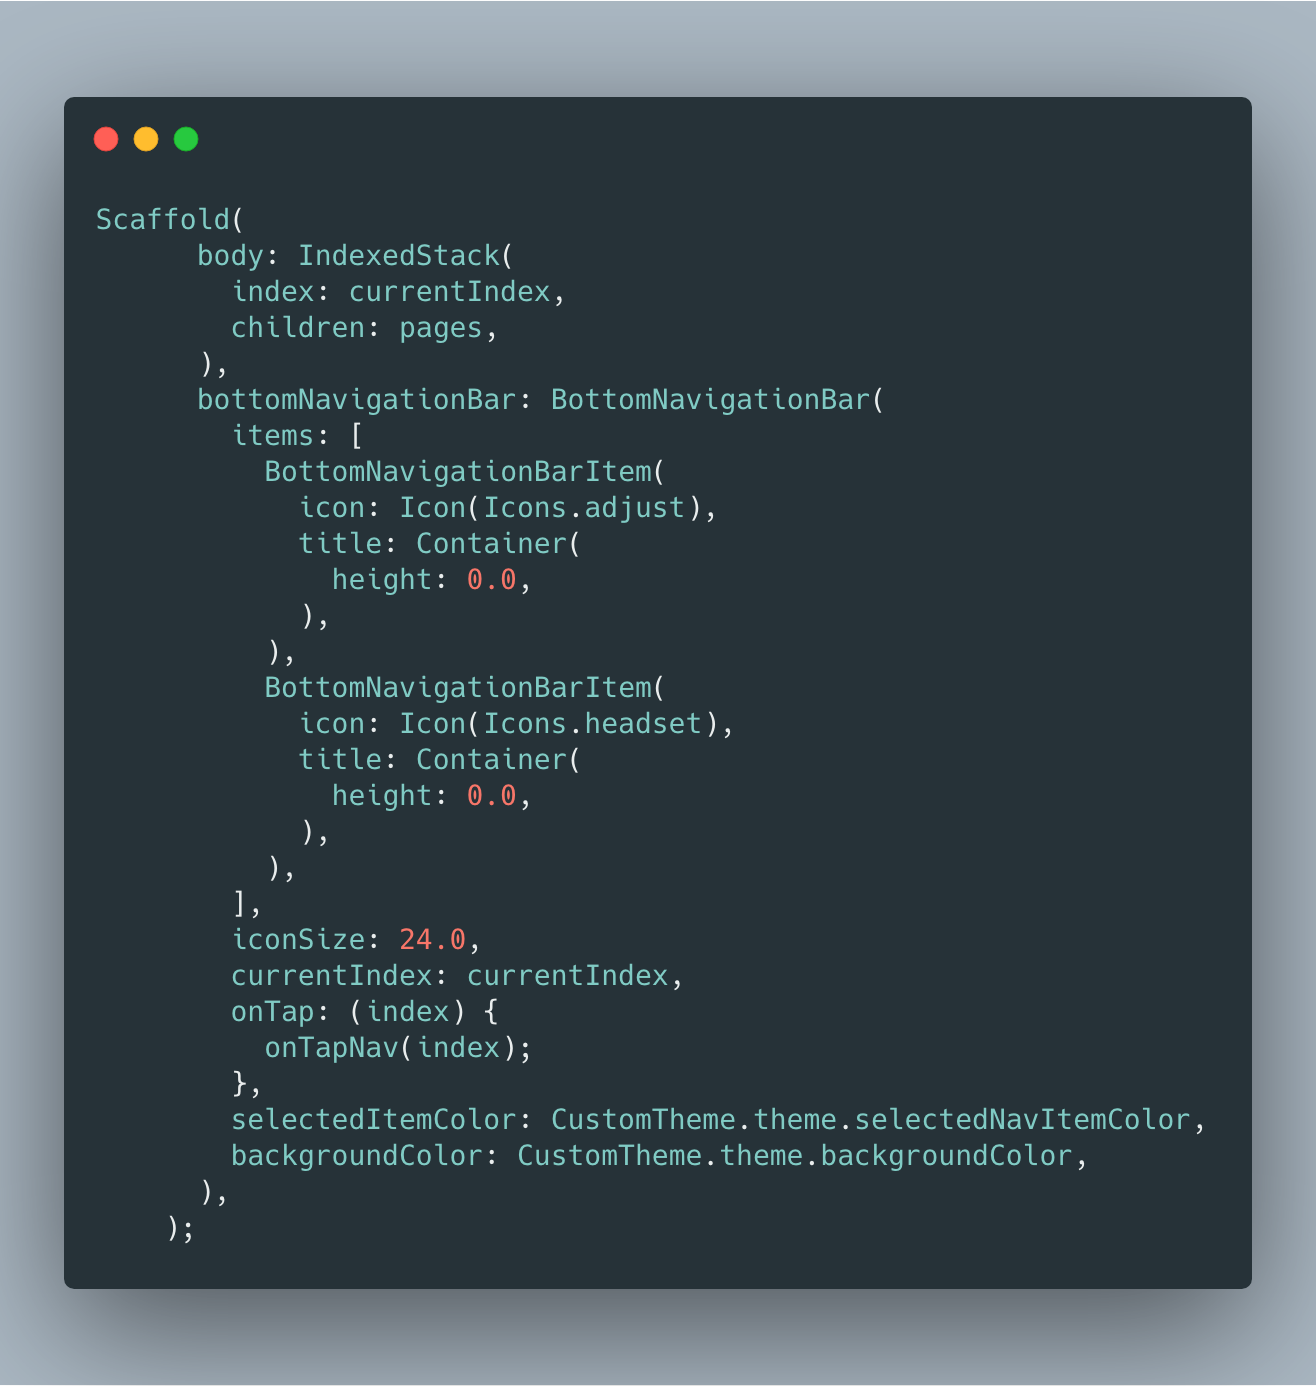 Scaffold(
      body: IndexedStack(
        index: currentIndex,
        children: pages,
      ),
      bottomNavigationBar: BottomNavigationBar(
        items: [
          BottomNavigationBarItem(
            icon: Icon(Icons.adjust),
            title: Container(
              height: 0.0,
            ),
          ),
          BottomNavigationBarItem(
            icon: Icon(Icons.headset),
            title: Container(
              height: 0.0,
            ),
          ),
        ],
        iconSize: 24.0,
        currentIndex: currentIndex,
        onTap: (index) {
          onTapNav(index);
        },
        selectedItemColor: CustomTheme.theme.selectedNavItemColor,
        backgroundColor: CustomTheme.theme.backgroundColor,
      ),
    );